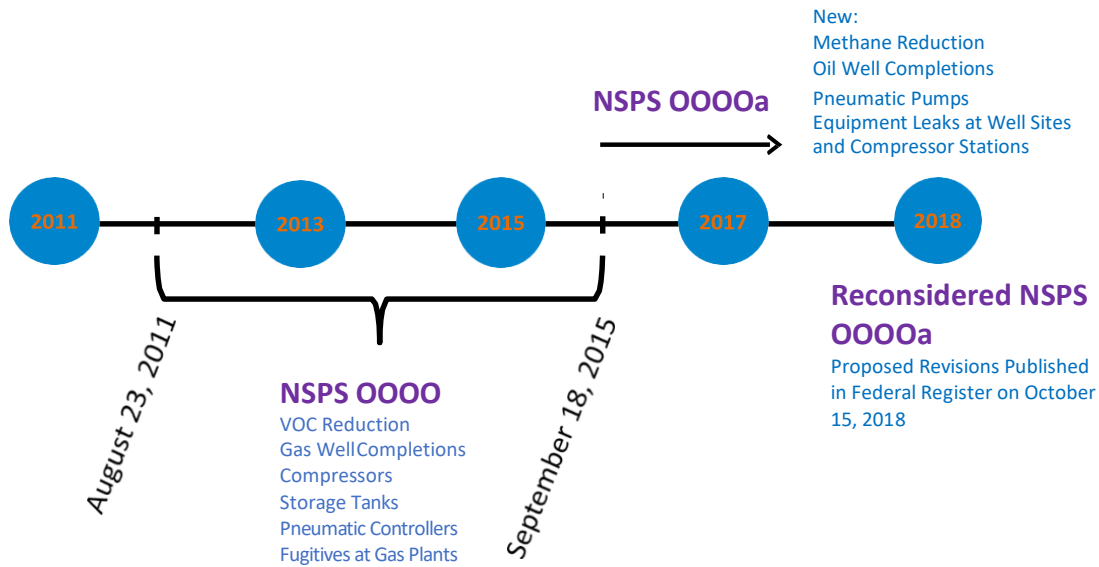 New:
Methane Reduction
Oil Well Completions
Pneumatic Pumps
Equipment Leaks at Well Sites
and Compressor Stations
NSPS OOOOa
2011
2013
2015
2017
2018
August 23, 2011
September 18, 2015
NSPS OOOO
VOC Reduction
Gas Well Completions
Compressors
Storage Tanks
Pneumatic Controllers
Fugitives at Gas Plants
Reconsidered NSPS
OOOOa
Proposed Revisions Published
in Federal Register on October
15, 2018